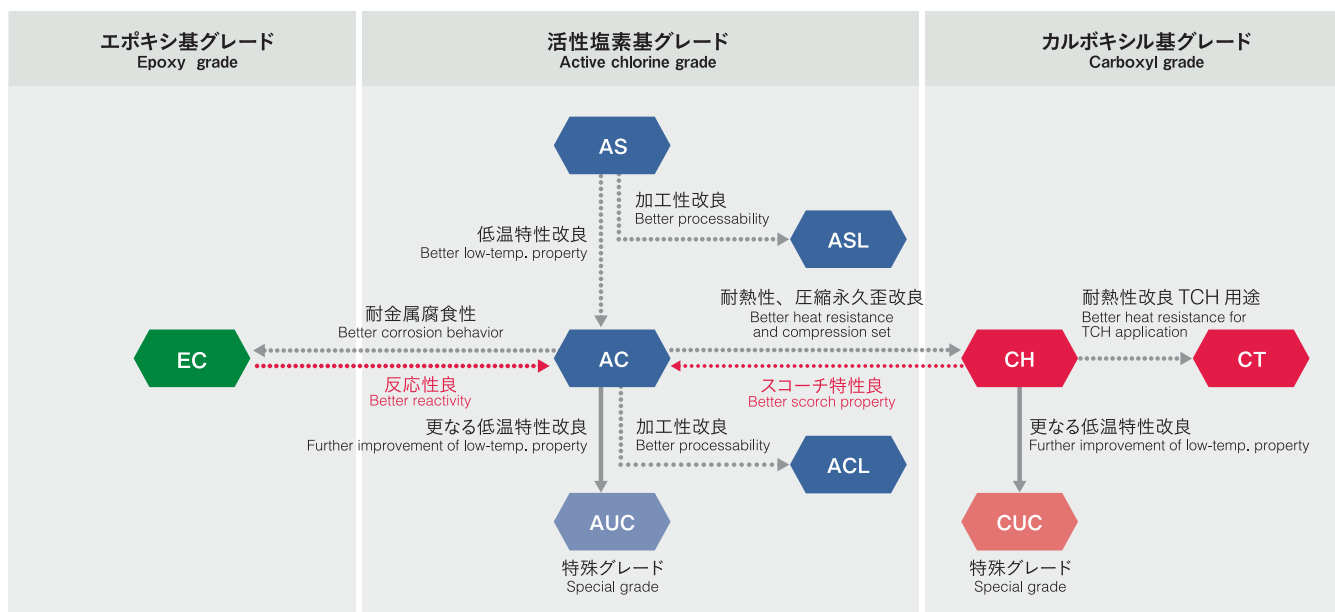 エポキシ基グレード
Epoxy grade
活性塩素基グレード
Active chlorine grade
カルボキシル基グレード
Carboxyl grade
AS
加工性改良
Better processability
低温特性改良
Better low-temp. property
ASL
耐金属腐食性
Better corrosion behavior
耐熱性、圧縮永久歪改良
Better heat resistance
and compression set
耐熱性改良 TCH 用途
Better heat resistance for
TCH application
EC
AC
CH
CT
反応性良
Better reactivity
スコーチ特性良
Better scorch property
更なる低温特性改良
Further improvement of low-temp. property
加工性改良
Better processability
更なる低温特性改良
Further improvement of low-temp. property
ACL
AUC
CUC
特殊グレード
Special grade
特殊グレード
Special grade